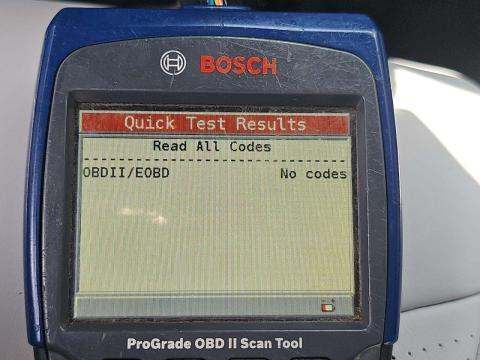 BOSCH
Quick Test Results
Read All Codes
OBDII/EOBD No codes
ProGrade OBD II Scan Tool